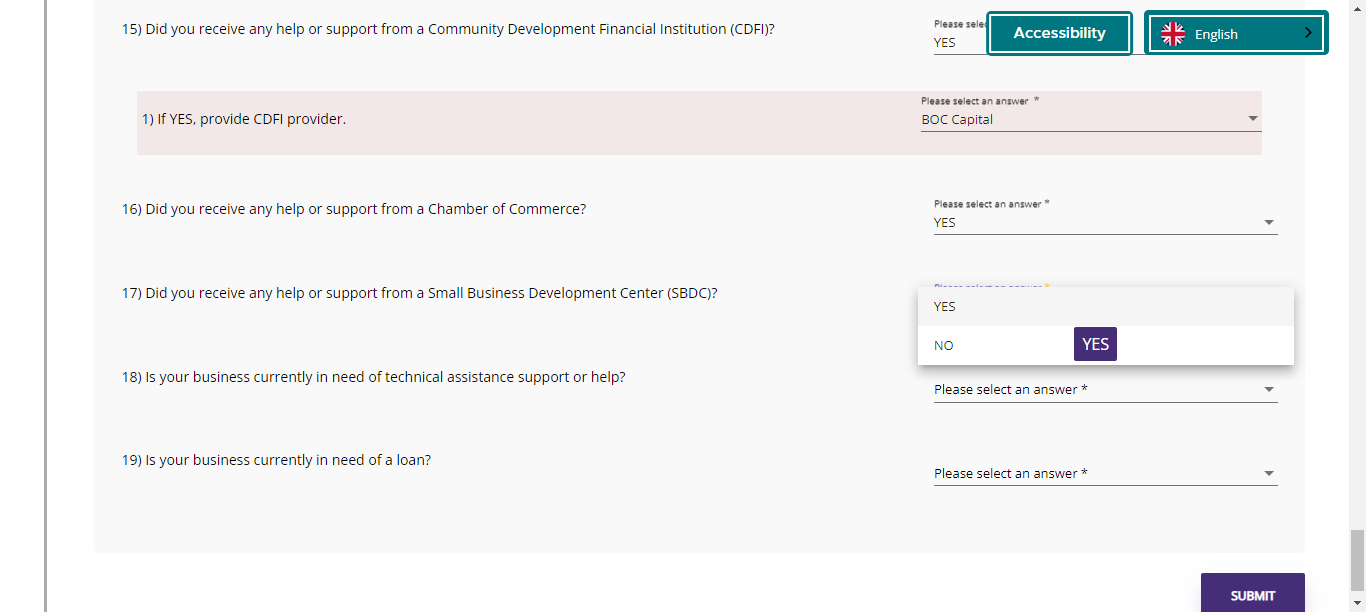 15) Did you receive any help or support from a Community Development Financial Institution (CDFI)?
Please
YES
Accessibility
English
1) If YES, provide CDFI provider.
Please select an answer *
BOC Capital
16) Did you receive any help or support from a Chamber of Commerce?
Please select an answer *
YES
17) Did you receive any help or support from a Small Business Development Center (SBDC)?
YES
NO
YES
18) Is your business currently in need of technical assistance support or help?
Please select an answer *
19) Is your business currently in need of a loan?
Please select an answer *
SUBMIT